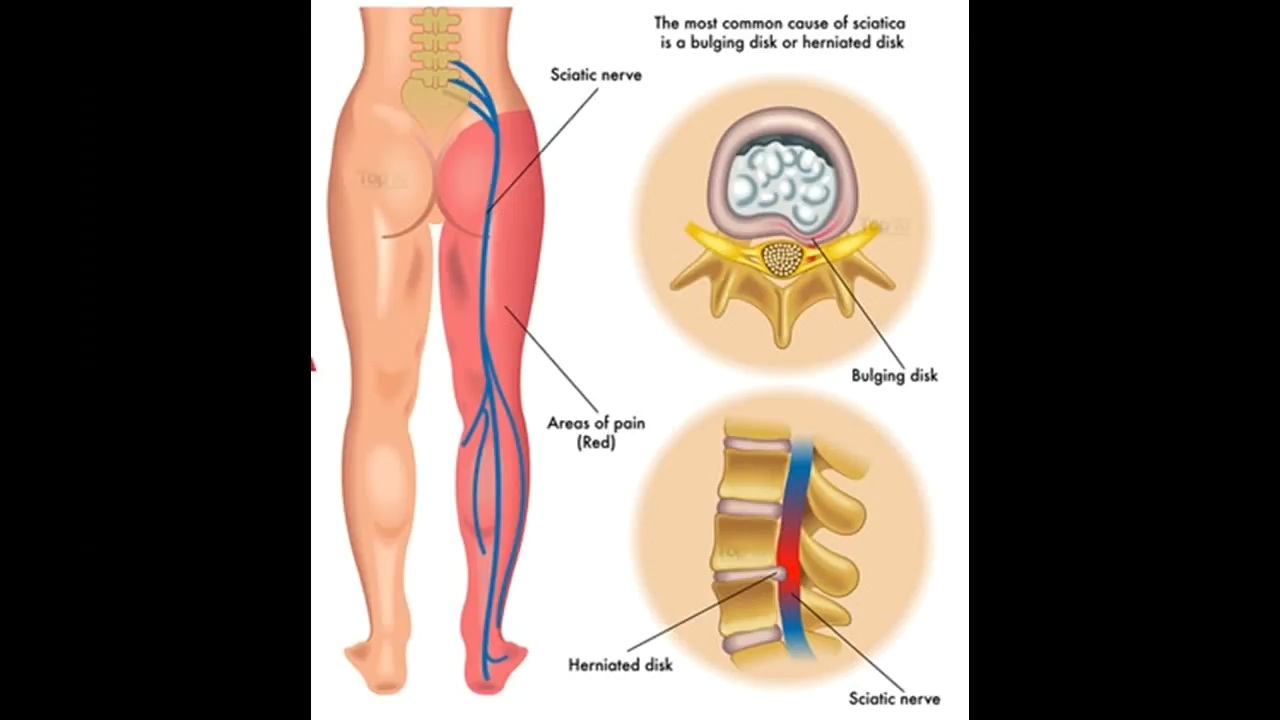 The most common cause of sciatica
is a bulging disk or herniated disk
Sciatic nerve
Bulging disk
Areas of pain
(Red)
Herniated disk
Sciatic nerve